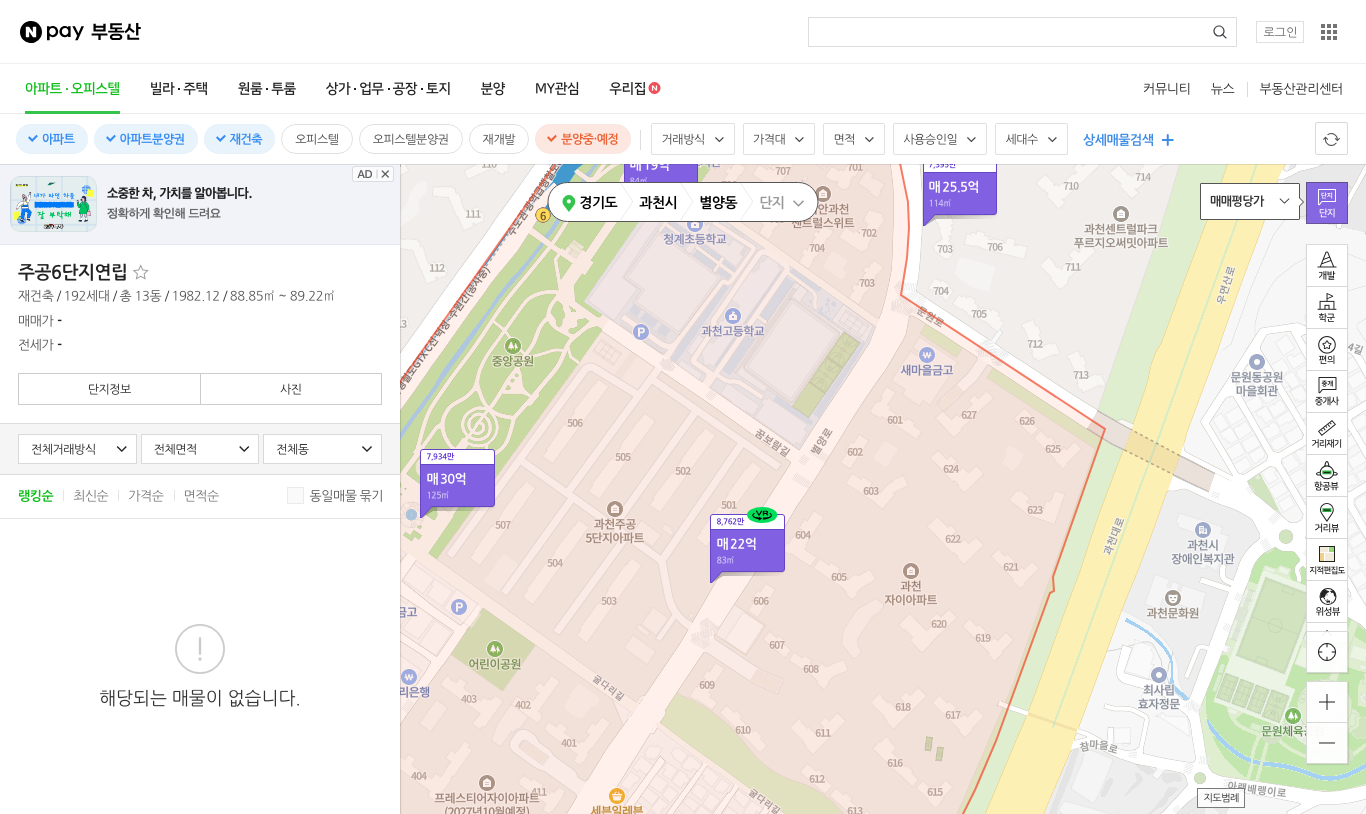 N pay 부동산
로그인
아파트·오피스텔
빌라·주택
원룸·투룸
상가·업무·공장·토지
분양
MY관심
우리집 N
커뮤니티
뉴스
부동산관리센터
아파트
아파트분양권
재건축
오피스텔
오피스텔분양권
재개발
분양중·예정
거래방식
가격대
면적
사용승인일
세대수
상세매물검색
AD
소중한 차, 가치를 알아봅니다.
정확하게 확인해 드려요
주공6단지연립
재건축 / 192세대 / 총 13동 / 1982.12 / 88.85㎡ ~ 89.22㎡
매매가 -
전세가 -
단지정보
사진
전체거래방식
전체면적
전체동
랭킹순
최신순
가격순
면적순
동일매물 묶기
!
해당되는 매물이 없습니다.
경기도
과천시
별양동
단지
매매평당가
단지
단지
개발
학군
편의
중개
중개사
거리재기
항공뷰
거리뷰
지적편집도
위성뷰
지도범례
매 19억
84㎡
매 25.5억
114㎡
7,934만
매 30억
125㎡
VR
8,762만
매 22억
83㎡
6
청계초등학교
센트럴스위트
과천센트럴파크
푸르지오써밋아파트
112
703
706
711
704
705
712
713
우면산로
문원로
과천고등학교
P
중앙공원
새마을금고
문원동공원
마을회관
4길
506
601
627
626
625
공보람길
별양로
505
502
602
624
501
603
623
507
과천주공
5단지아파트
604
622
과천대로
과천시
장애인복지관
503
605
621
과천
자이아파트
606
과천문화원
금고
P
어린이공원
607
620
619
608
리은행
굴다리길
609
403
최사립
효자정문
618
617
610
문원체육공
402
401
611
616
참마을로
404
프레스티어자이아파트
(2027년10월예정)
세븐일레븐
굴다리길
612
615
613
아랫배랭이로